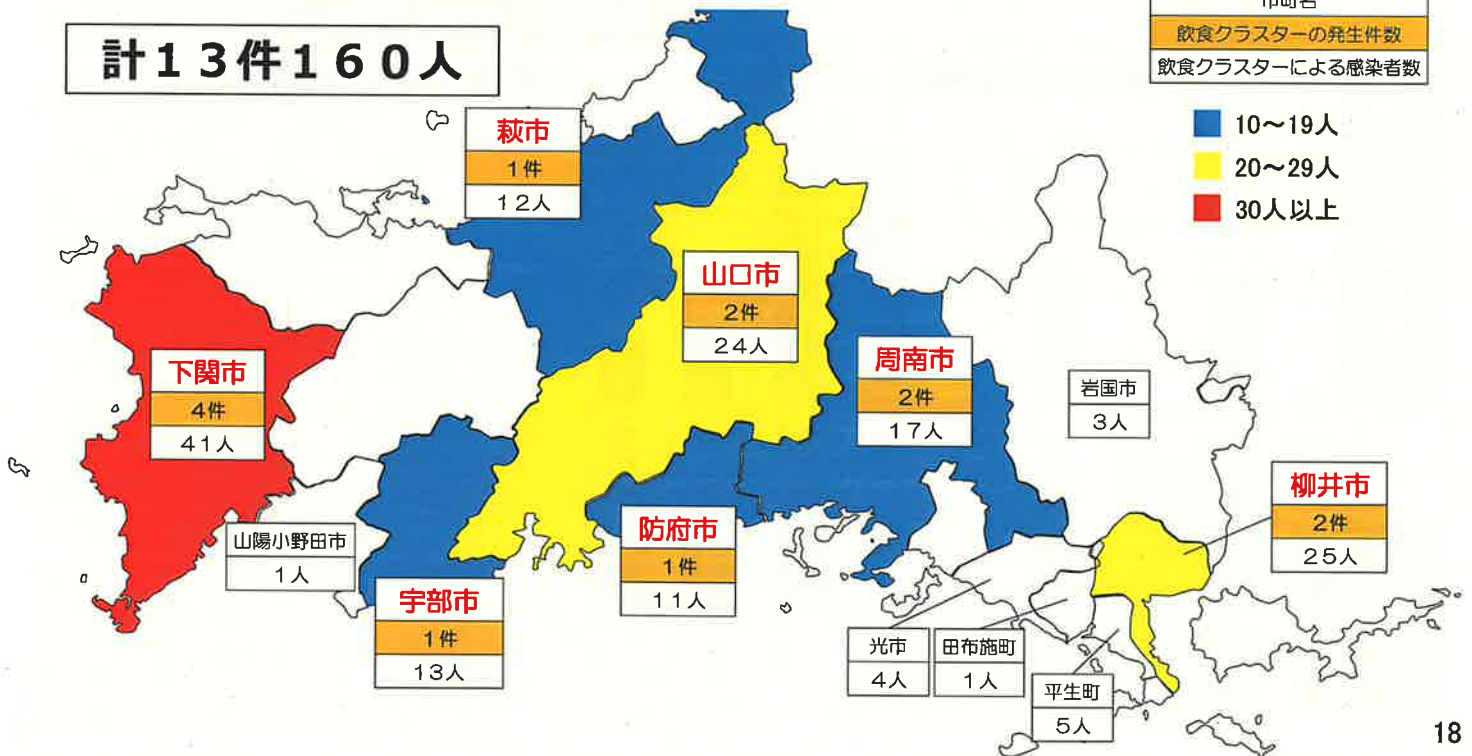 計13件160人
市町名
飲食クラスターの発生件数
飲食クラスターによる感染者数
10～19人
20～29人
30人以上
萩市
1件
12人
山口市
2件
24人
下関市
4件
41人
周南市
2件
17人
岩国市
3人
柳井市
2件
25人
山陽小野田市
1人
防府市
1件
11人
宇部市
1件
13人
光市
4人
田布施町
1人
平生町
5人
18